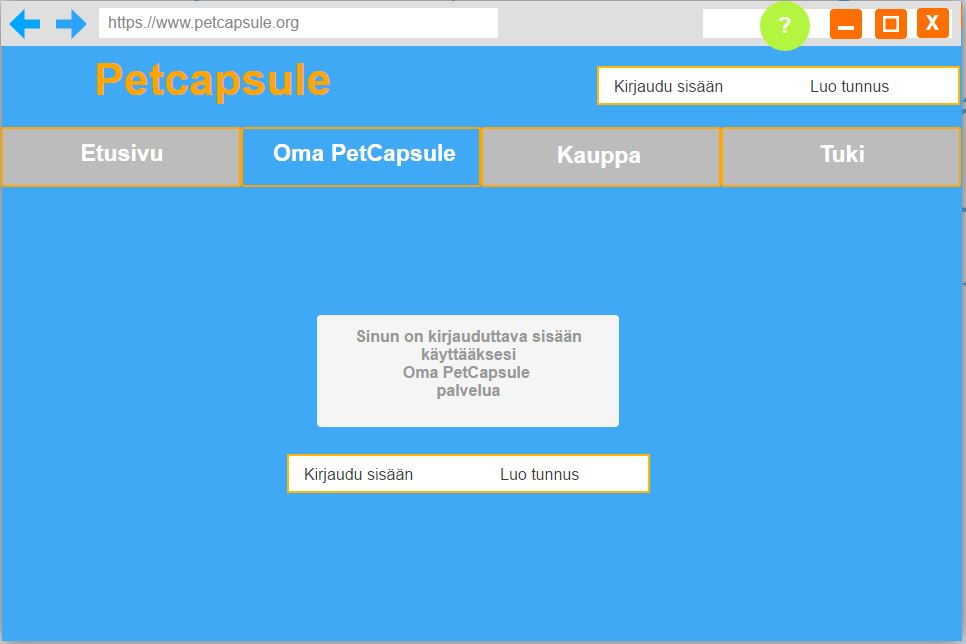 https://www.petcapsule.org
?
X
Petcapsule
Kirjaudu sisään Luo tunnus
Etusivu Oma PetCapsule Kauppa Tuki
Sinun on kirjauduttava sisään
käyttääksesi
Oma PetCapsule
palvelua
Kirjaudu sisään Luo tunnus